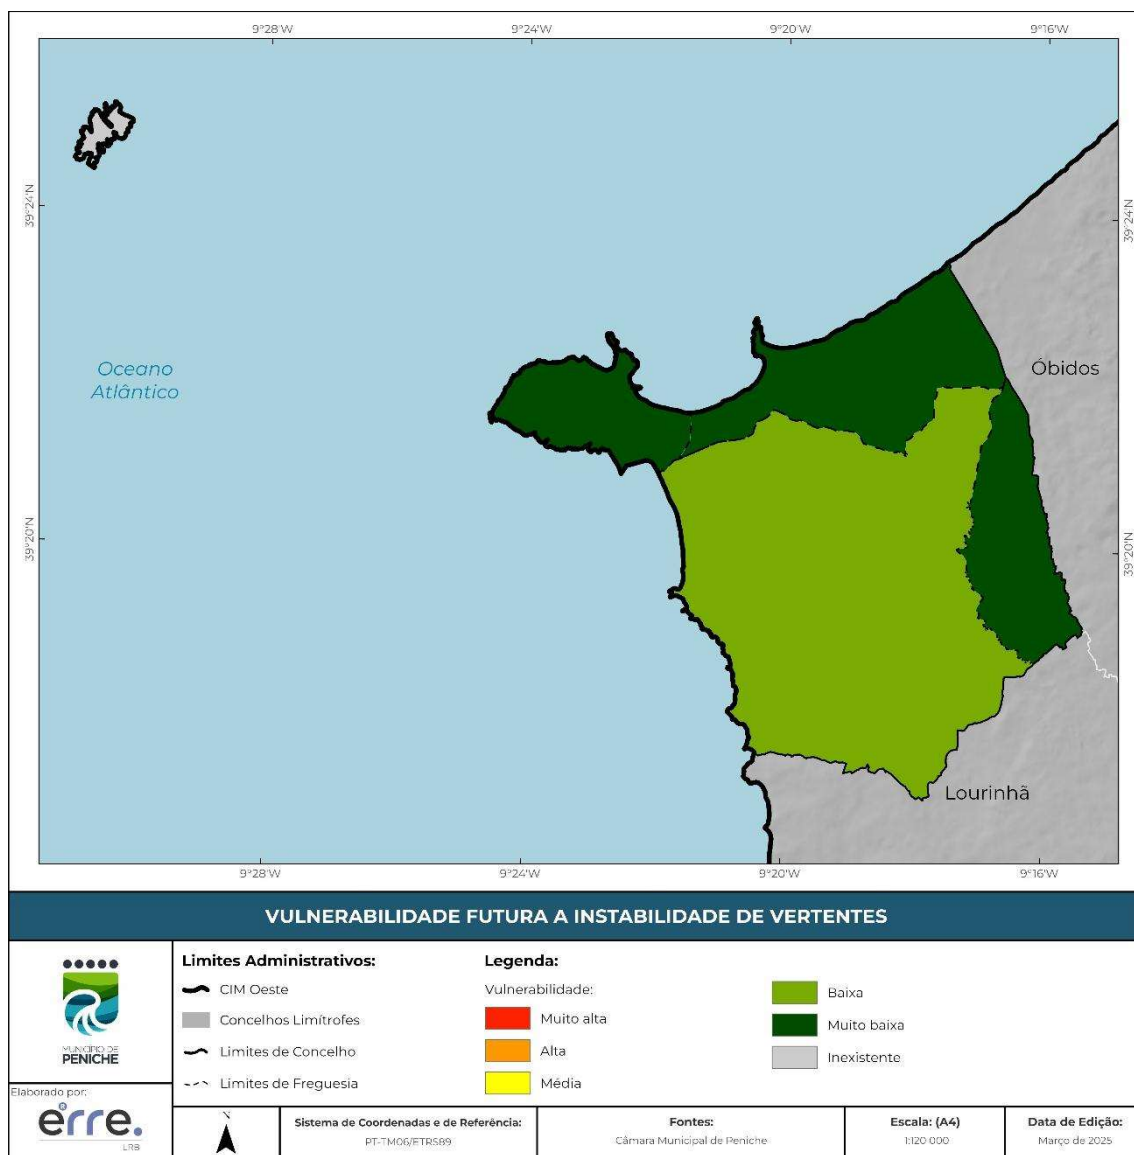 9°28'W
9°24'W
9°20'W
9°16'W
39°24'N
39°24'N
Oceano
Atlântico
Óbidos
39°20'N
39°20'N
Lourinhã
9°28'W
9°24'W
9°20'W
9°16'W
VULNERABILIDADE FUTURA A INSTABILIDADE DE VERTENTES
MUNICÍPIO DE
PENICHE
Limites Administrativos:
CIM Oeste
Concelhos Limítrofes
Limites de Concelho
Limites de Freguesia
Legenda:
Vulnerabilidade:
Muito alta
Alta
Média
Baixa
Muito baixa
Inexistente
Elaborado por:
erre.
LRB
N
Sistema de Coordenadas e de Referência:
PT-TM06/ETRS89
Fontes:
Câmara Municipal de Peniche
Escala: (A4)
1:120 000
Data de Edição:
Março de 2025